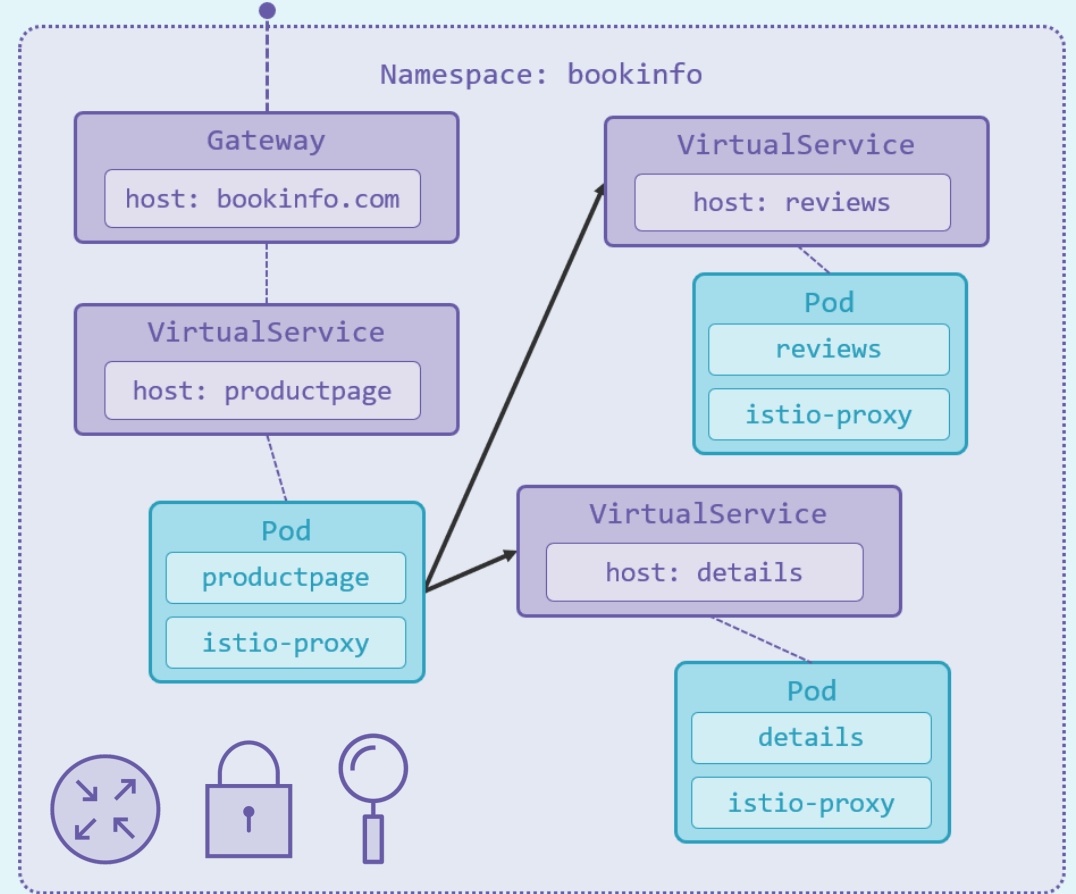 Namespace: bookinfo
Gateway
host: bookinfo.com
VirtualService
host: productpage
Pod
productpage
istio-proxy
VirtualService
host: reviews
Pod
reviews
istio-proxy
VirtualService
host: details
Pod
details
istio-proxy